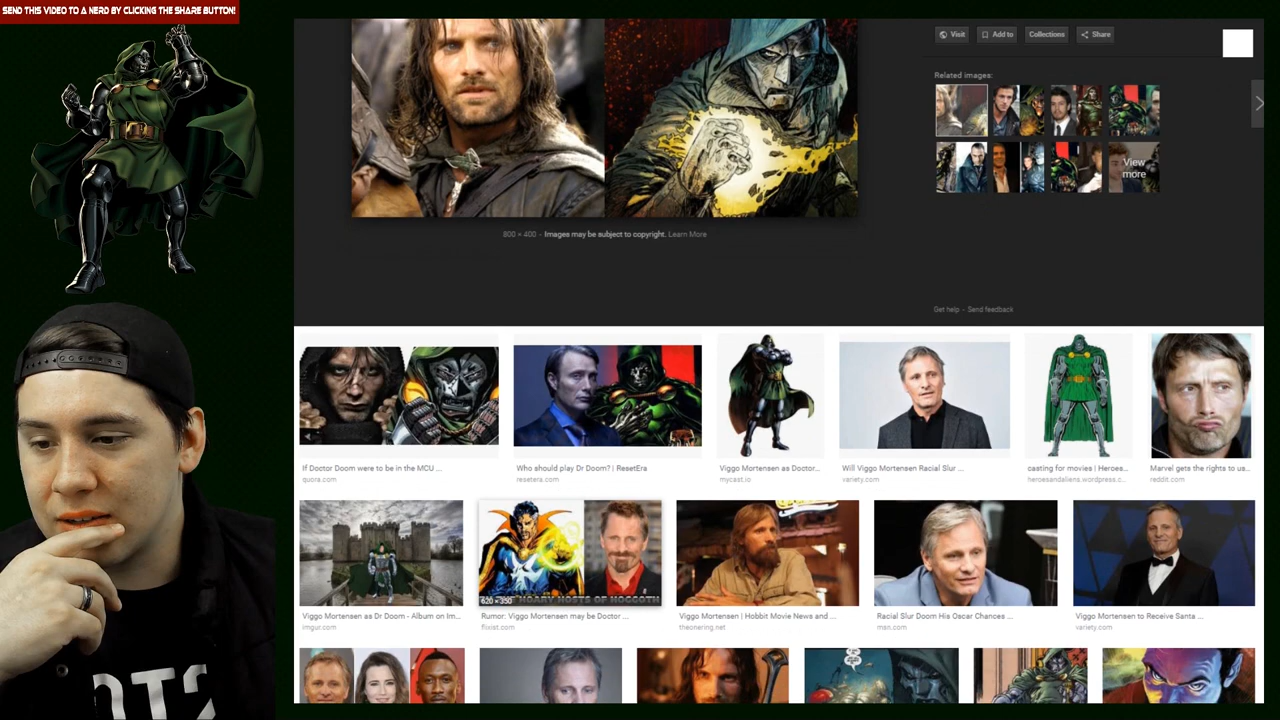 SEND THIS VIDEO TO A NERD BY CLICKING THE SHARE BUTTON!
Visit
Add to
Collections
Share
Related images:
View more
800 × 400 - Images may be subject to copyright. Learn More
Get help - Send feedback
If Doctor Doom were to be in the MCU ...
quora.com
Who should play Dr Doom? | ResetEra
resetera.com
Viggo Mortensen as Doctor...
mycast.io
Will Viggo Mortensen Racial Slur ...
variety.com
casting for movies | Heroes...
heroesandaliens.wordpress.c...
Marvel gets the rights to us...
reddit.com
620 × 350
Viggo Mortensen as Dr Doom - Album on Im...
imgur.com
Rumor: Viggo Mortensen may be Doctor ...
flixist.com
Viggo Mortensen | Hobbit Movie News and ...
theonering.net
Racial Slur Doom His Oscar Chances ...
msn.com
Viggo Mortensen to Receive Santa ...
variety.com